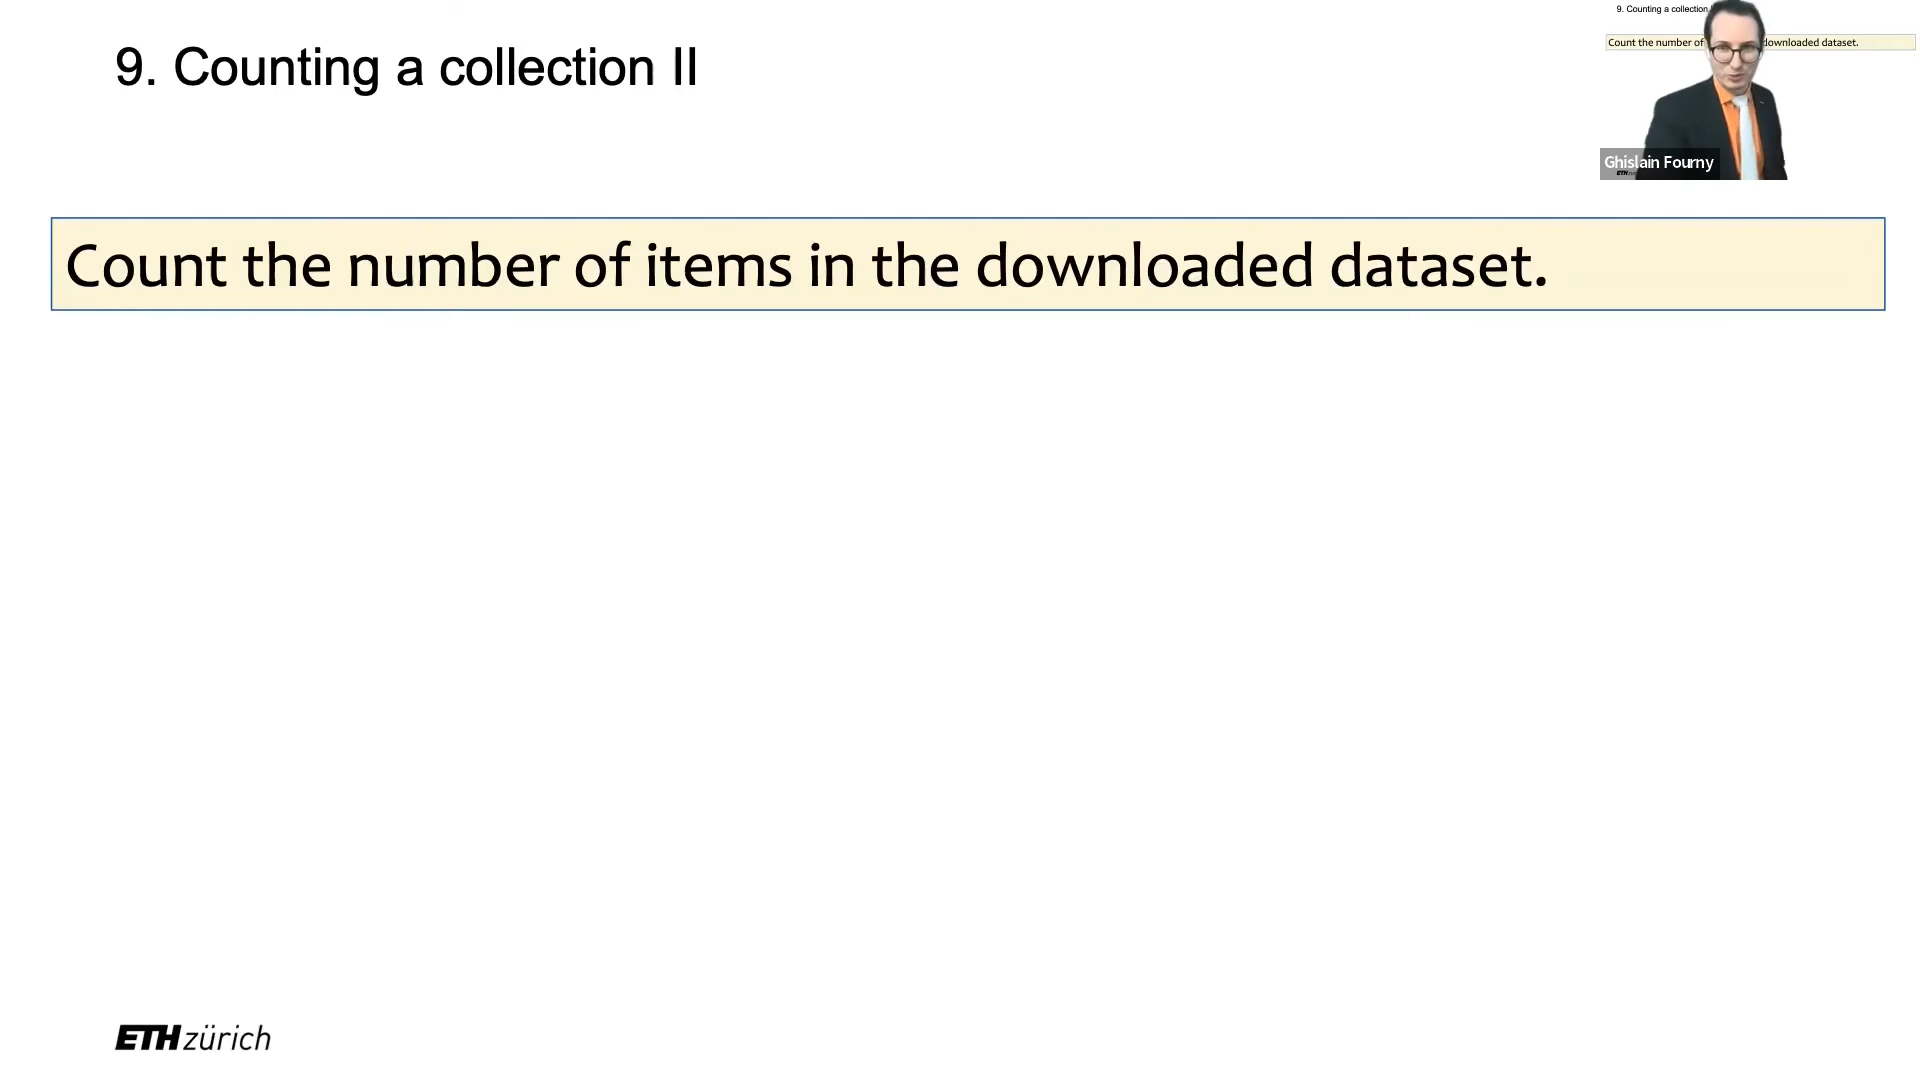 9. Counting a collection II
9. Counting a collection
Count the number of
downloaded dataset.
Ghislain Fourny
Count the number of items in the downloaded dataset.
ETH zürich